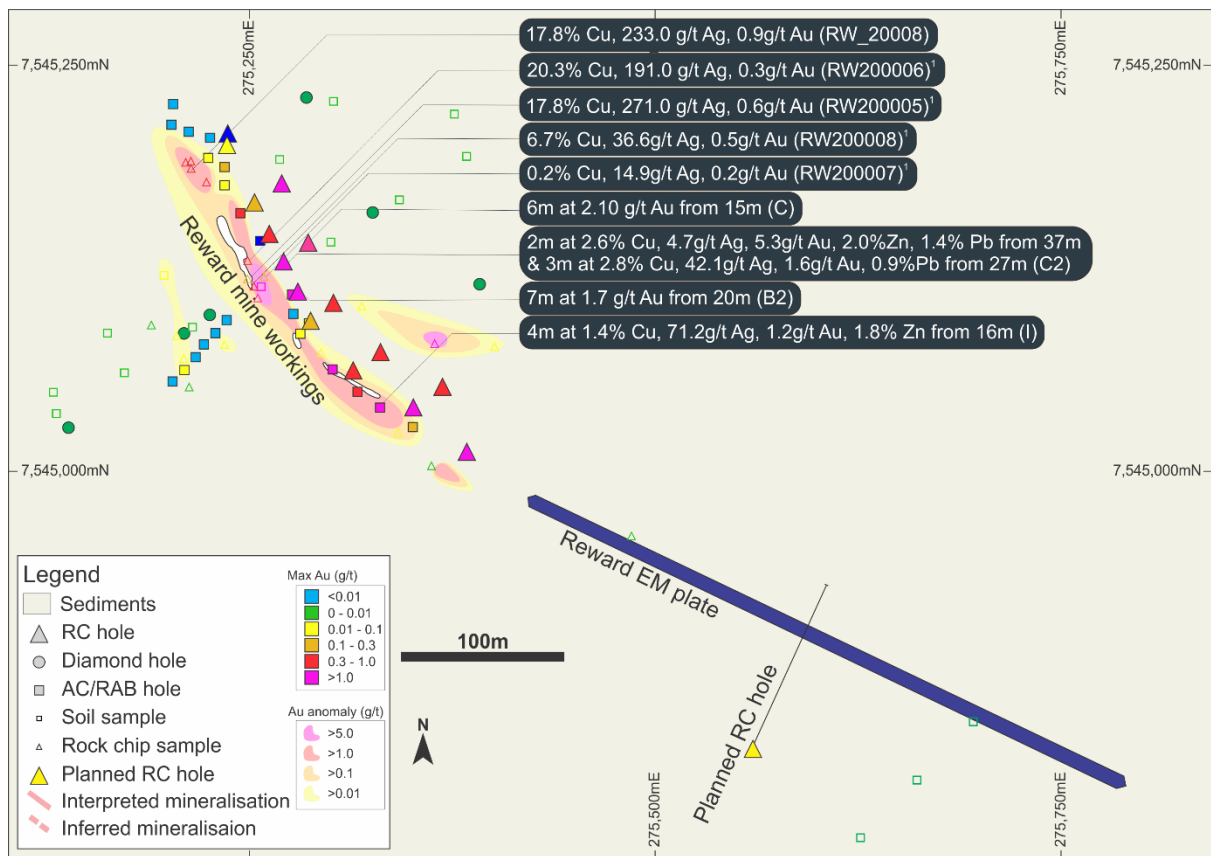 275,250mE
275,750mE
7,545,250mN
7,545,250mN
17.8% Cu, 233.0 g/t Ag, 0.9g/t Au (RW_20008)
20.3% Cu, 191.0 g/t Ag, 0.3g/t Au (RW200006)¹
17.8% Cu, 271.0 g/t Ag, 0.6g/t Au (RW200005)¹
6.7% Cu, 36.6g/t Ag, 0.5g/t Au (RW200008)¹
0.2% Cu, 14.9g/t Ag, 0.2g/t Au (RW200007)¹
6m at 2.10 g/t Au from 15m (C)
2m at 2.6% Cu, 4.7g/t Ag, 5.3g/t Au, 2.0%Zn, 1.4% Pb from 37m
& 3m at 2.8% Cu, 42.1g/t Ag, 1.6g/t Au, 0.9%Pb from 27m (C2)
7m at 1.7 g/t Au from 20m (B2)
4m at 1.4% Cu, 71.2g/t Ag, 1.2g/t Au, 1.8% Zn from 16m (I)
Reward mine workings
7,545,000mN
7,545,000mN
Reward EM plate
Planned RC hole
100m
N
275,500mE
275,750mE
Legend
Sediments
RC hole
Diamond hole
AC/RAB hole
Soil sample
Rock chip sample
Planned RC hole
Interpreted mineralisation
Inferred mineralisaion
Max Au (g/t)
<0.01
0 - 0.01
0.01 - 0.1
0.1 - 0.3
0.3 - 1.0
>1.0
Au anomaly (g/t)
>5.0
>1.0
>0.1
>0.01